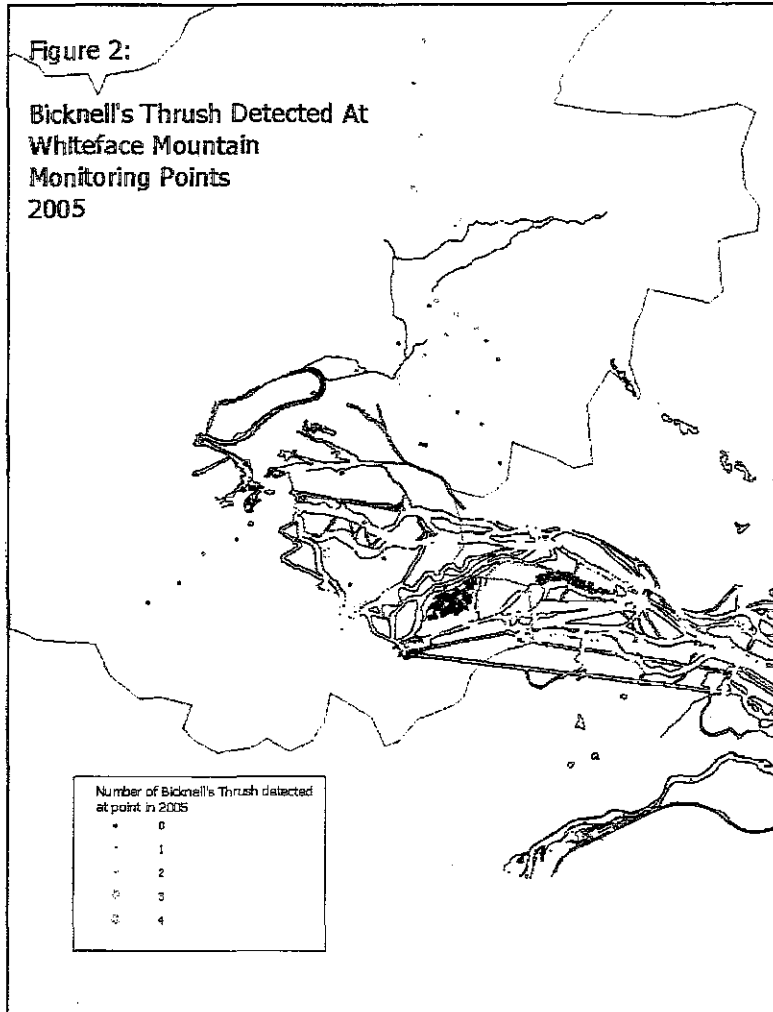 Figure 2:
Bicknell's Thrush Detected At
Whiteface Mountain
Monitoring Points
2005
Number of Bicknell's Thrush detected
at point in 2005
0
1
2
3
4